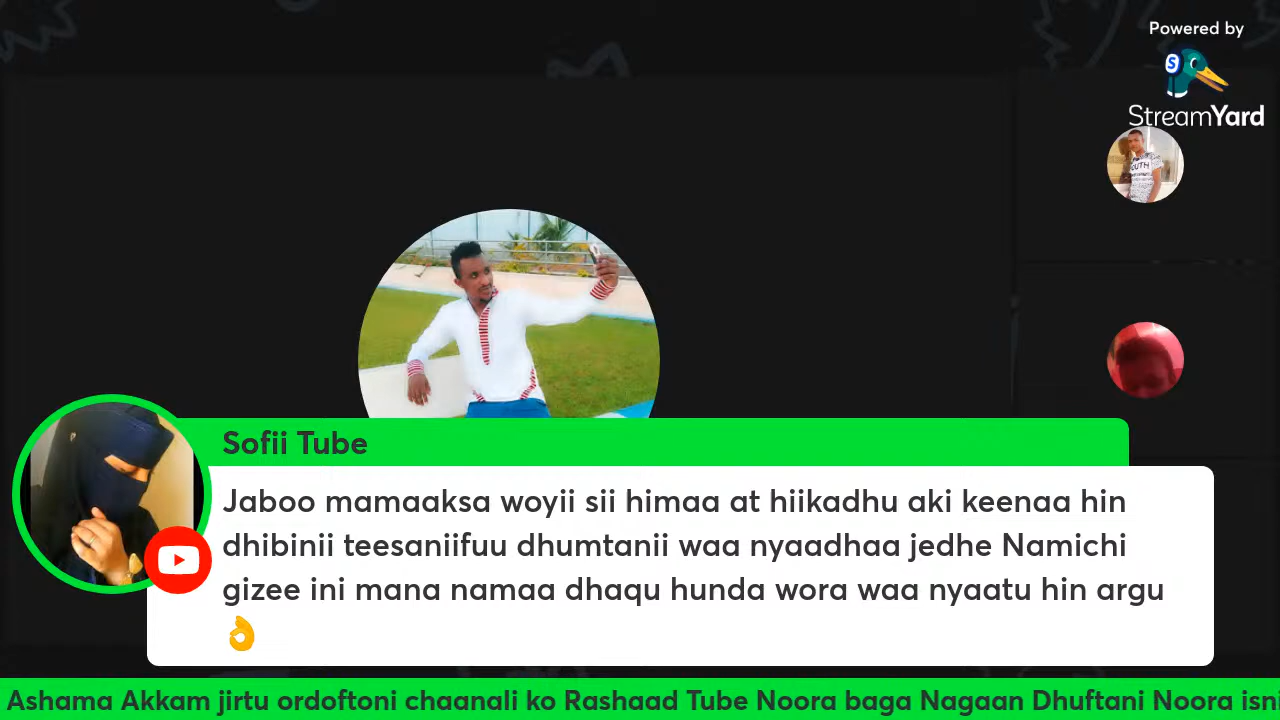 Powered by
StreamYard
OUTH
Sofii Tube
Jaboo mamaaksa woyii sii himaa at hiikadhu aki keenaa hin
dhibinii teesaniifuu dhumtanii waa nyaadhaa jedhe Namichi
gizee ini mana namaa dhaqu hunda wora waa nyaatu hin argu
👌
Ashama Akkam jirtu ordoftoni chaanali ko Rashaad Tube Noora baga Nagaan Dhuftani Noora isni